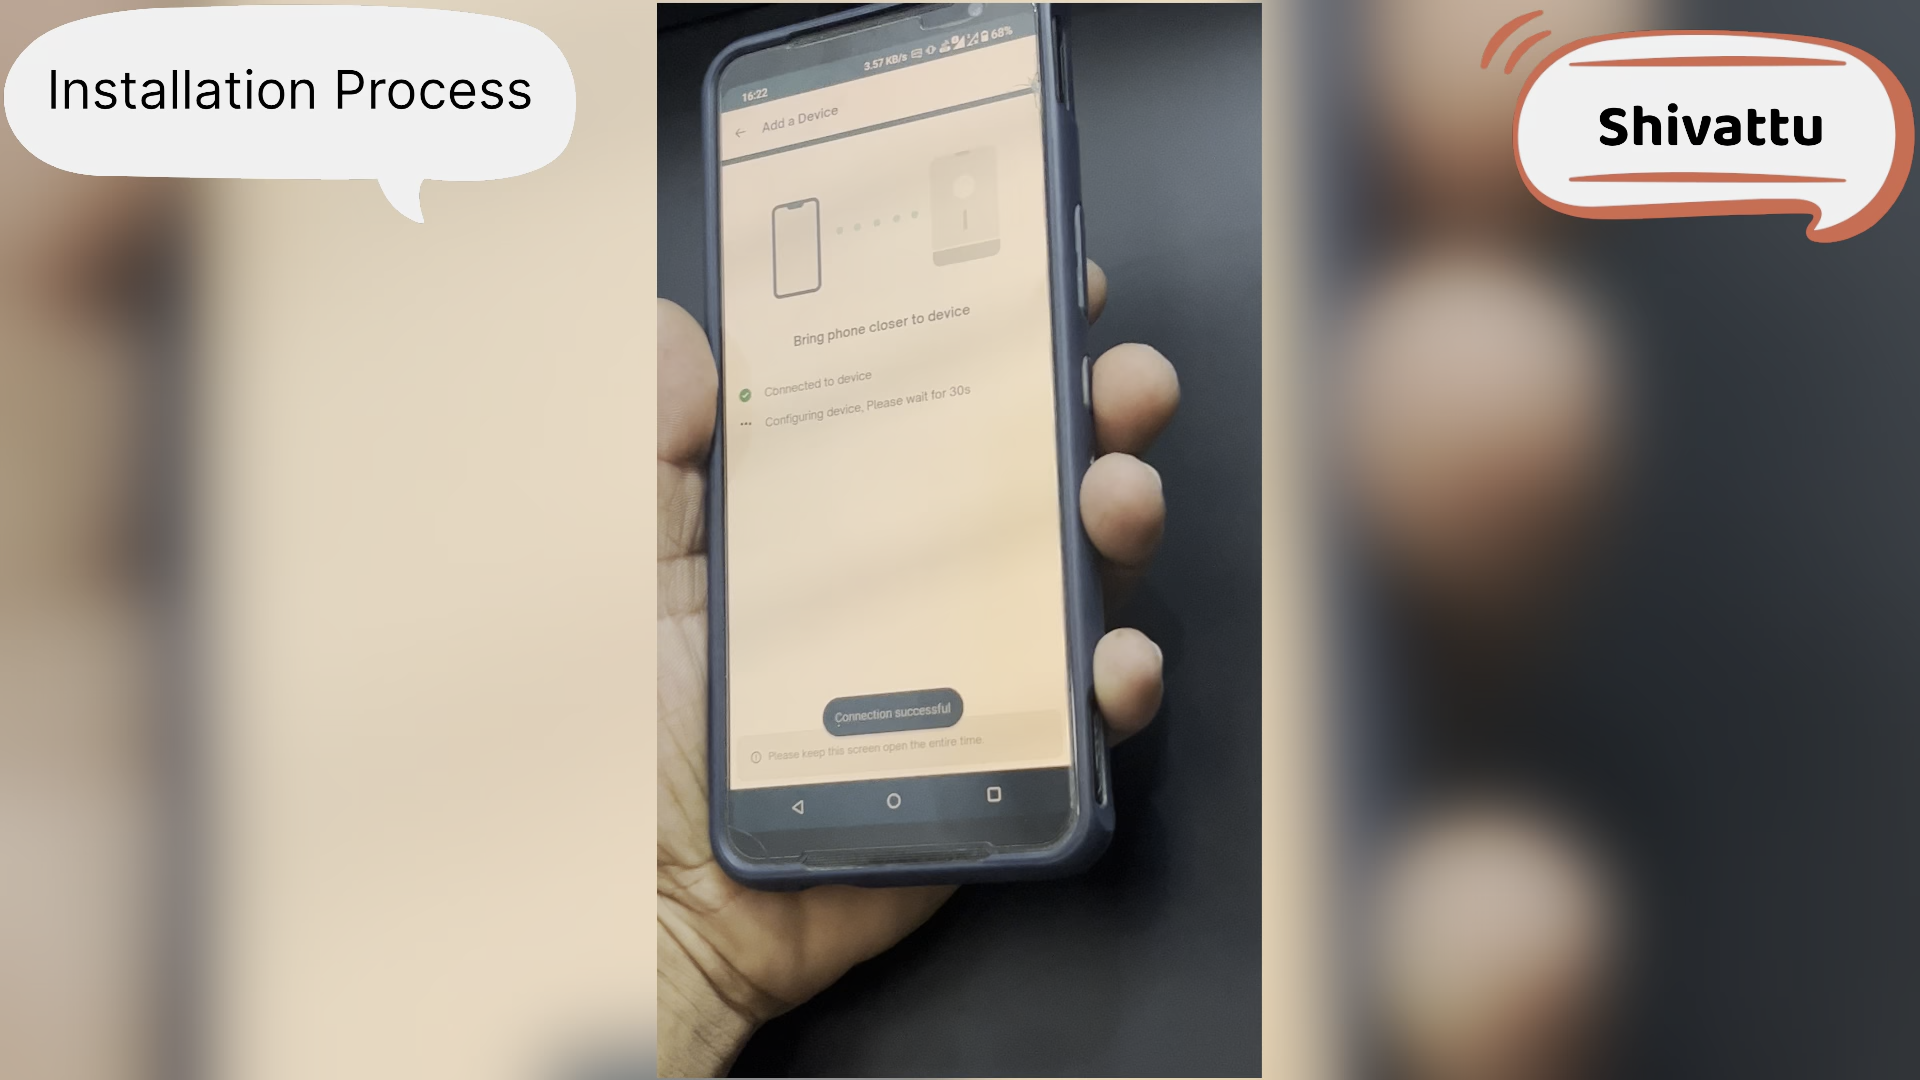 Installation Process
Shivattu
16:22
3.57 KB/s
68%
Add a Device
Bring phone closer to device
Connected to device
Configuring device, Please wait for 30s
Connection successful
Please keep this screen open the entire time